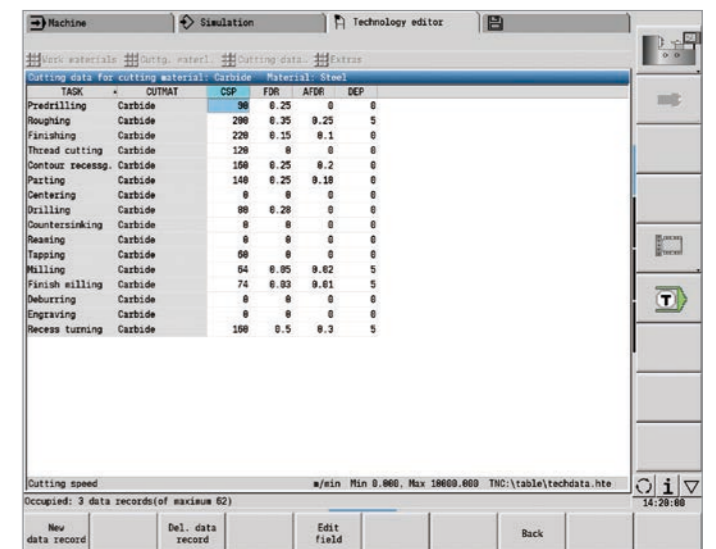 Machine Simulation Technology editor
Work materials Cuttg. materl. Cutting data. Extras
Cutting data for cutting material: Carbide Material: Steel
TASK CUTMAT CSP FDR AFDR DEP
Predrilling Carbide 90 0.25 0 0
Roughing Carbide 200 0.35 0.25 5
Finishing Carbide 220 0.15 0.1 0
Thread cutting Carbide 120 0 0 0
Contour recessg. Carbide 160 0.25 0.2 0
Parting Carbide 140 0.25 0.18 0
Centering Carbide 0 0 0 0
Drilling Carbide 80 0.28 0 0
Countersinking Carbide 0 0 0 0
Reaming Carbide 0 0 0 0
Tapping Carbide 60 0 0 0
Milling Carbide 64 0.05 0.02 5
Finish milling Carbide 74 0.03 0.01 5
Deburring Carbide 0 0 0 0
Engraving Carbide 0 0 0 0
Recess turning Carbide 160 0.5 0.3 5
Cutting speed m/min Min 0.000, Max 10000.000 TNC:\table\techdata.hte
Occupied: 3 data records(of maximum 62)
14:20:00
New data record Del. data record Edit field Back
T
i